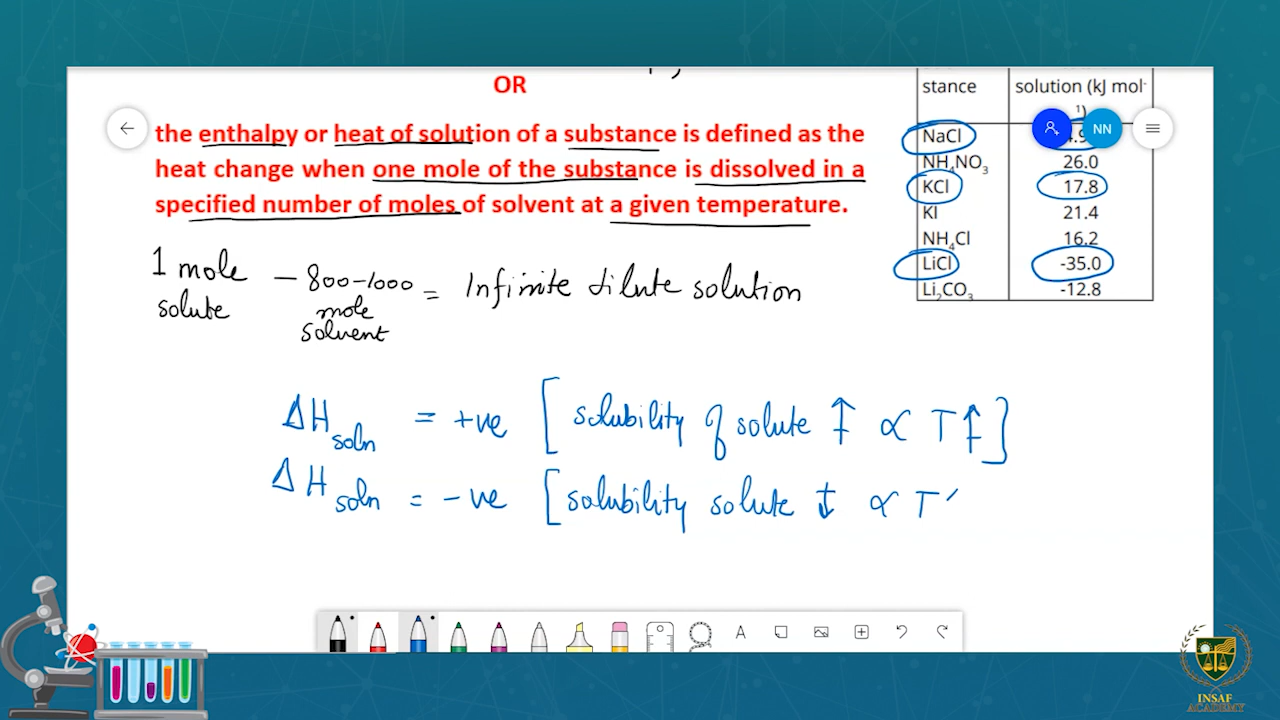 OR
the enthalpy or heat of solution of a substance is defined as the
heat change when one mole of the substance is dissolved in a
specified number of moles of solvent at a given temperature.
stance solution (kJ mol-
1)
NaCl
NN
NH4NO3 26.0
KCl 17.8
KI 21.4
NH4Cl 16.2
LiCl -35.0
Li2CO3 -12.8
1 mole – 800-1000 = Infinite dilute solution
solute mole
solvent
ΔHsoln = +ve [solubility of solute ↑ ∝ T ↑]
ΔHsoln = -ve [solubility solute ↓ ∝ T
A
INSAF
ACADEMY